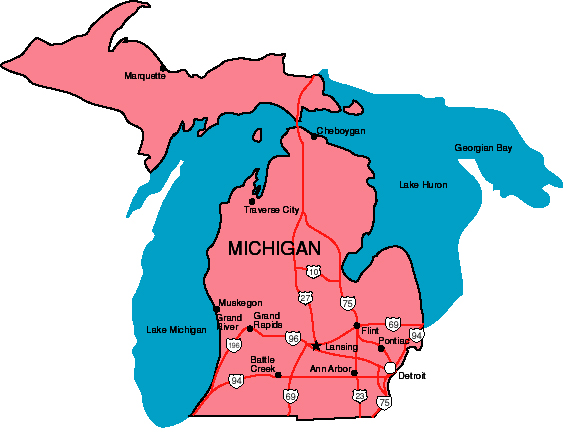 Marquette
Cheboygan
Georgian Bay
Lake Huron
Traverse City
MICHIGAN
10
27
75
Muskegon
Grand
River
Grand
Rapids
Lake Michigan
69
Flint
94
196
96
Lansing
Pontiac
Battle
Creek
Ann Arbor
Detroit
94
69
23
75